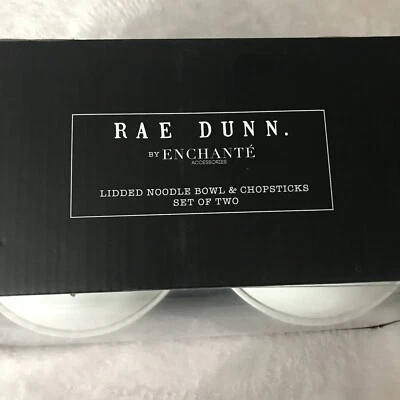 RAE DUNN.
BY ENCHANTÉ
ACCESSORIES
LIDDED NOODLE BOWL & CHOPSTICKS
SET OF TWO